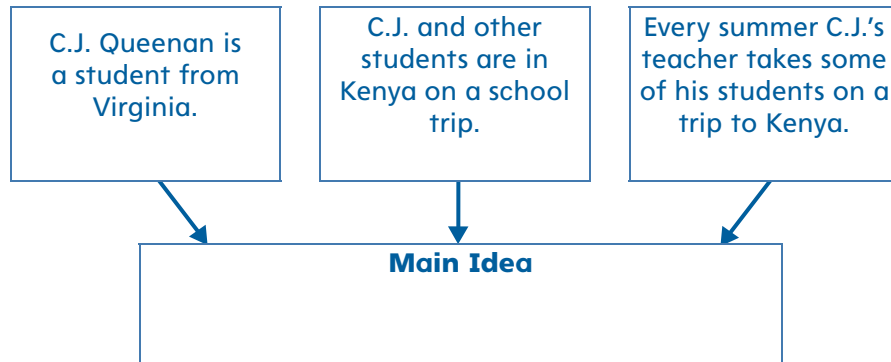 C.J. Queenan is
a student from
Virginia.
C.J. and other
students are in
Kenya on a school
trip.
Every summer C.J.'s
teacher takes some
of his students on a
trip to Kenya.
Main Idea